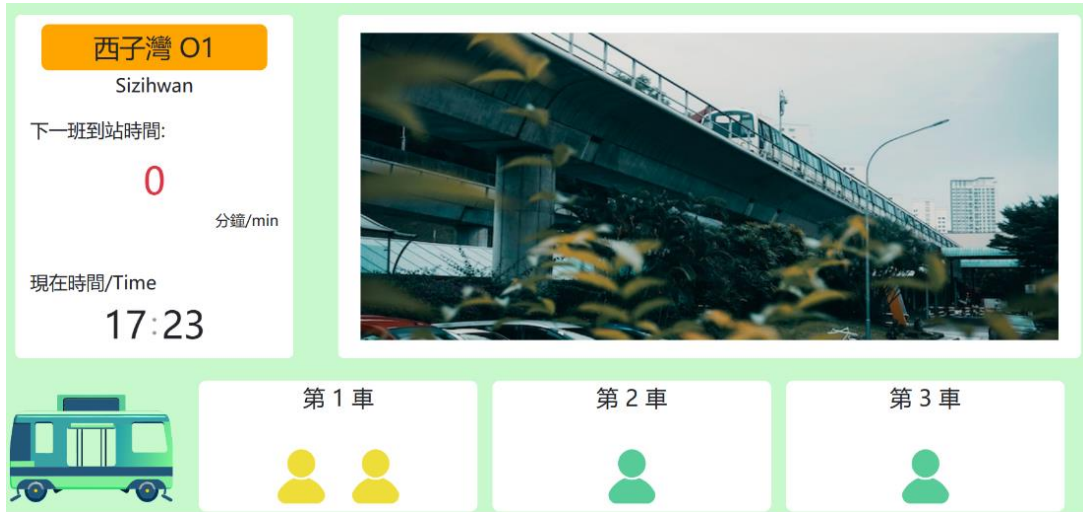 西子灣 O1
Sizihwan
下一班到站時間:
0
分鐘/min
現在時間/Time
17:23
第 1 車
第 2 車
第 3 車